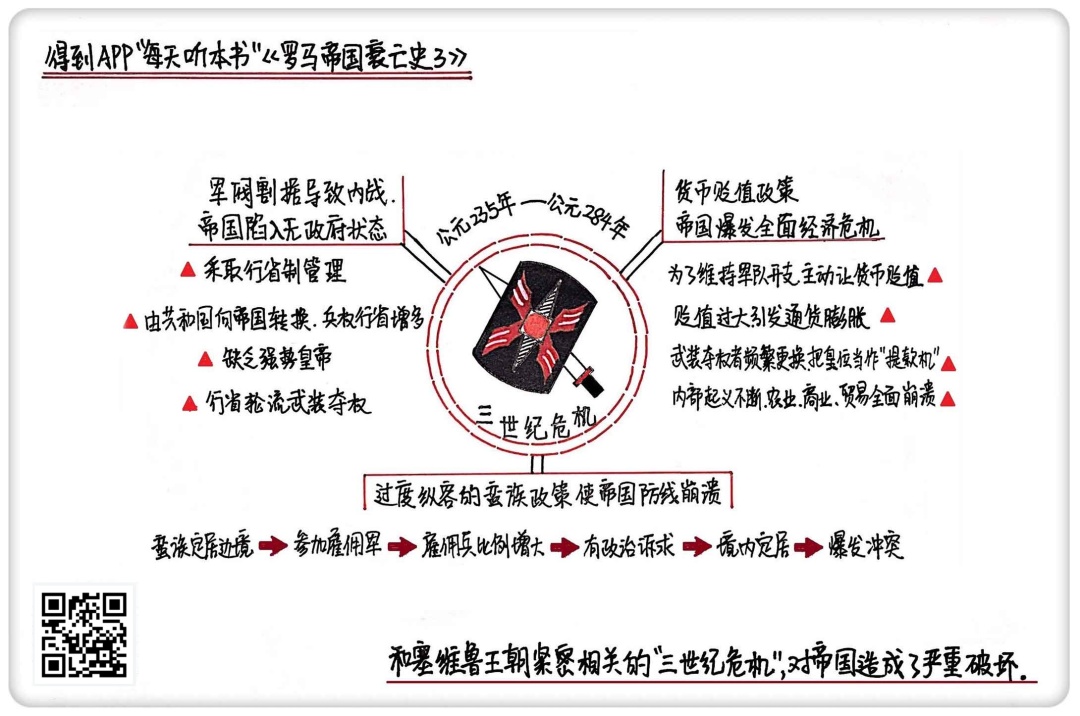 得到APP"每天听本书"《罗马帝国衰亡史3》
军阀割据导致内战.
帝国陷入无政府状态
▲采取行省制管理
▲由共和国向帝国转换、兵权行省增多
▲缺乏强势皇帝
▲行省轮流武装夺权
公元235年—公元284年
三世纪危机
货币贬值政策
帝国爆发全面经济危机
为了维持军队开支主动让货币贬值▲
贬值过大引发通货膨胀▲
武装夺权者频繁更换,把皇位当作"提款机"▲
内部起义不断、农业、商业、贸易全面崩溃▲
过度纵容的蛮族政策使帝国防线崩溃
蛮族定居边境➡参加雇佣军➡雇佣兵比例增大➡有政治诉求➡境内定居➡爆发冲突
和塞维鲁王朝紧密相关的"三世纪危机",对帝国造成了严重破坏.